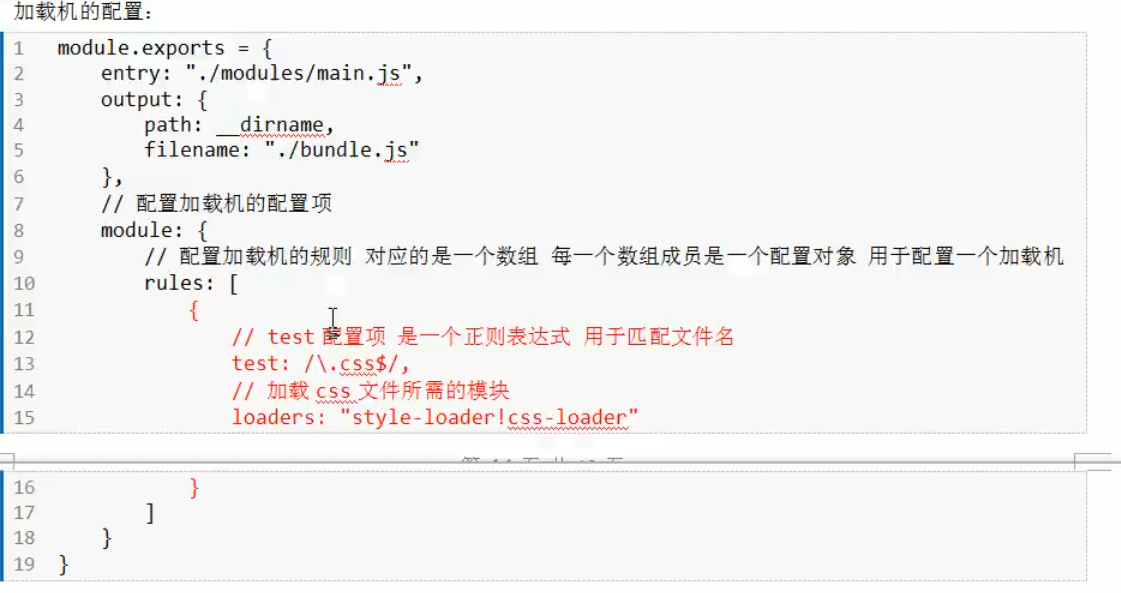 加载机的配置：
1 module.exports = {
2 entry: "./modules/main.js",
3 output: {
4 path: __dirname,
5 filename: "./bundle.js"
6 },
7 // 配置加载机的配置项
8 module: {
9 // 配置加载机的规则 对应的是一个数组 每一个数组成员是一个配置对象 用于配置一个加载机
10 rules: [
11 {
12 // test 配置项 是一个正则表达式 用于匹配文件名
13 test: /\.css$/,
14 // 加载 css 文件所需的模块
15 loaders: "style-loader!css-loader"
16 }
17 ]
18 }
19 }